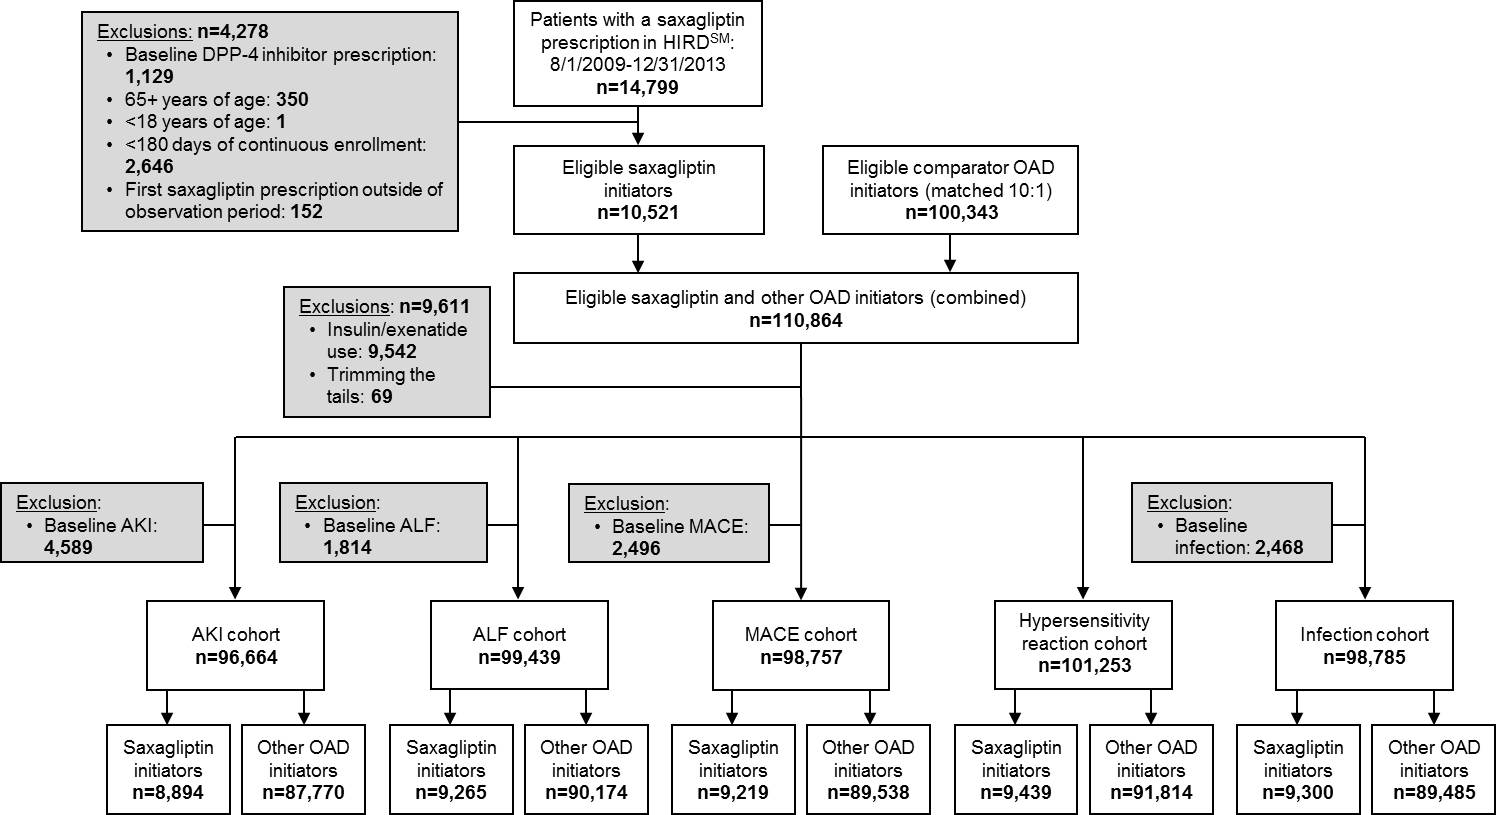 Exclusions: n=4,278
• Baseline DPP-4 inhibitor prescription:
1,129
• 65+ years of age: 350
• <18 years of age: 1
• <180 days of continuous enrollment:
2,646
• First saxagliptin prescription outside of
observation period: 152
Patients with a saxagliptin
prescription in HIRDSM:
8/1/2009-12/31/2013
n=14,799
Eligible saxagliptin
initiators
n=10,521
Eligible comparator OAD
initiators (matched 10:1)
n=100,343
Eligible saxagliptin and other OAD initiators (combined)
n=110,864
Exclusions: n=9,611
• Insulin/exenatide
use: 9,542
• Trimming the
tails: 69
Exclusion:
• Baseline AKI:
4,589
Exclusion:
• Baseline ALF:
1,814
Exclusion:
• Baseline MACE:
2,496
Exclusion:
• Baseline
infection: 2,468
AKI cohort
n=96,664
ALF cohort
n=99,439
MACE cohort
n=98,757
Hypersensitivity
reaction cohort
n=101,253
Infection cohort
n=98,785
Saxagliptin
initiators
n=8,894
Other OAD
initiators
n=87,770
Saxagliptin
initiators
n=9,265
Other OAD
initiators
n=90,174
Saxagliptin
initiators
n=9,219
Other OAD
initiators
n=89,538
Saxagliptin
initiators
n=9,439
Other OAD
initiators
n=91,814
Saxagliptin
initiators
n=9,300
Other OAD
initiators
n=89,485